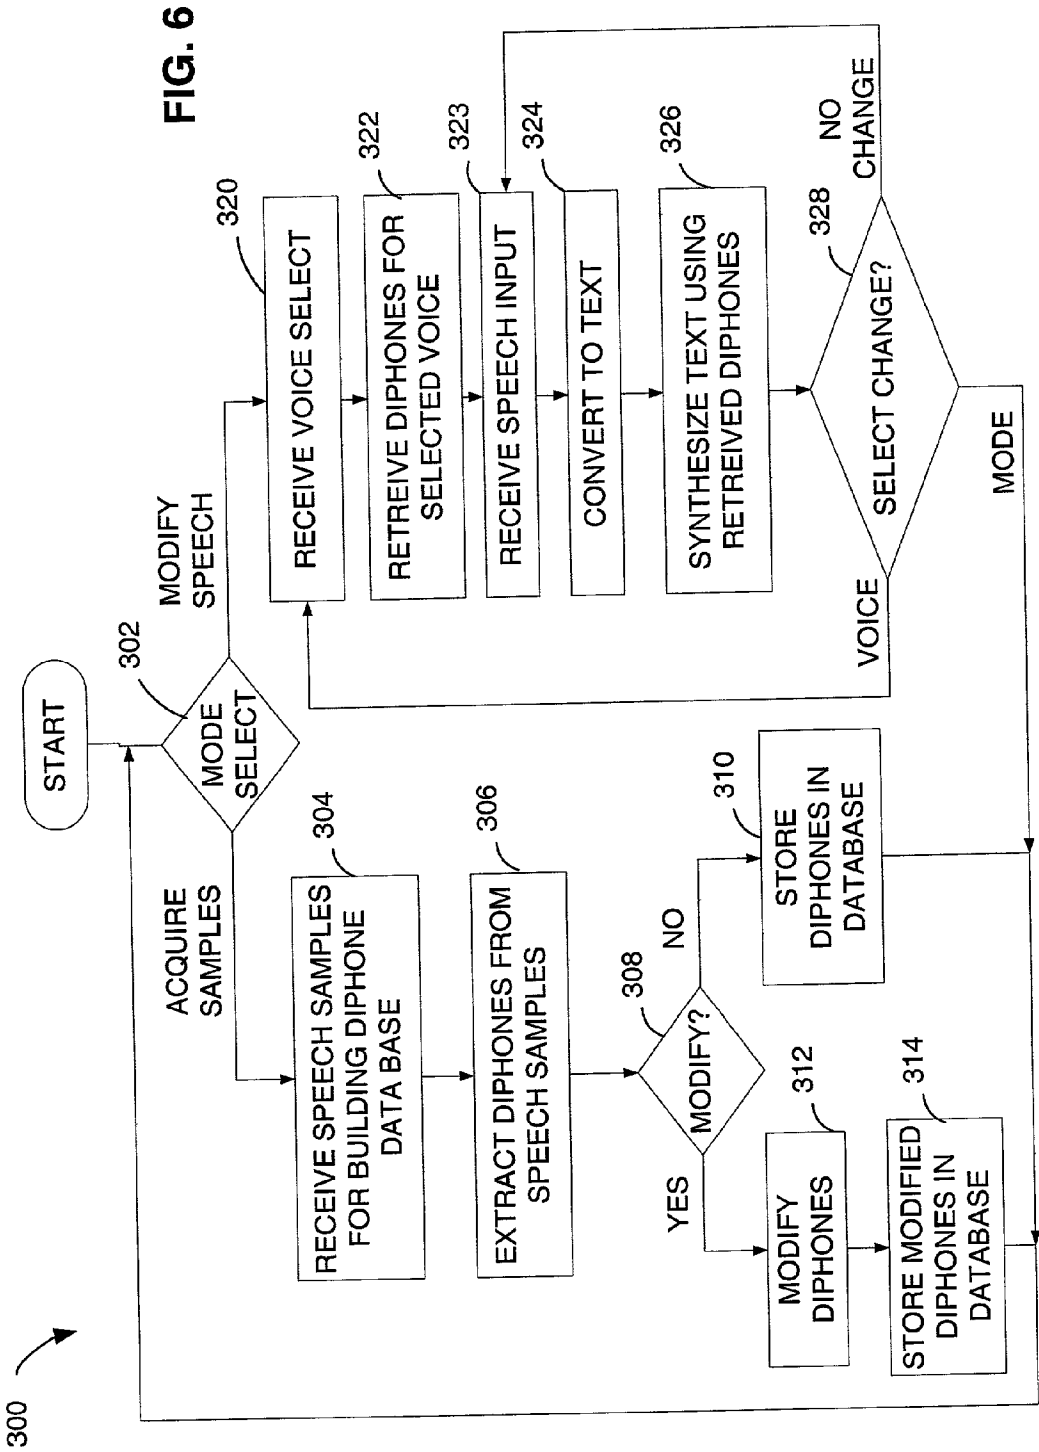 FIG. 6
300
START
302
MODE
SELECT
ACQUIRE
SAMPLES
MODIFY
SPEECH
304
RECEIVE SPEECH SAMPLES
FOR BUILDING DIPHONE
DATA BASE
306
EXTRACT DIPHONES FROM
SPEECH SAMPLES
308
MODIFY?
YES
NO
310
STORE
DIPHONES IN
DATABASE
312
MODIFY
DIPHONES
314
STORE MODIFIED
DIPHONES IN
DATABASE
320
RECEIVE VOICE SELECT
322
RETREIVE DIPHONES FOR
SELECTED VOICE
323
RECEIVE SPEECH INPUT
324
CONVERT TO TEXT
326
SYNTHESIZE TEXT USING
RETREIVED DIPHONES
328
SELECT CHANGE?
VOICE
NO
CHANGE
MODE